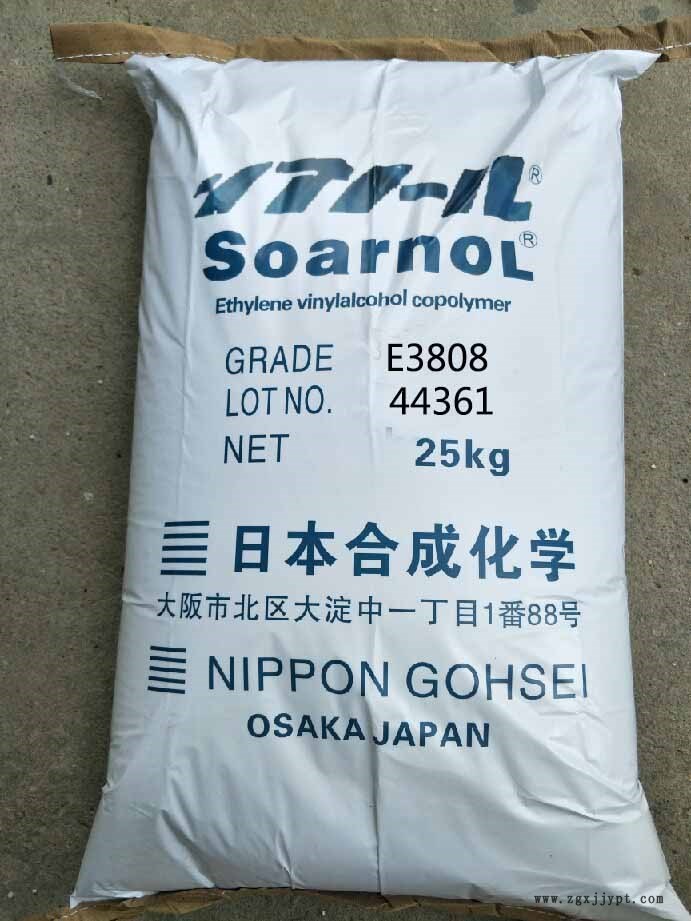 ソアノール®
Soarnol®
Ethylene vinylalcohol copolymer
GRADE E3808
LOT NO. 44361
NET 25kg
日本合成化学
大阪市北区大淀中一丁目1番88号
NIPPON GOHSEI
OSAKA JAPAN
www.zgxjjypt.com